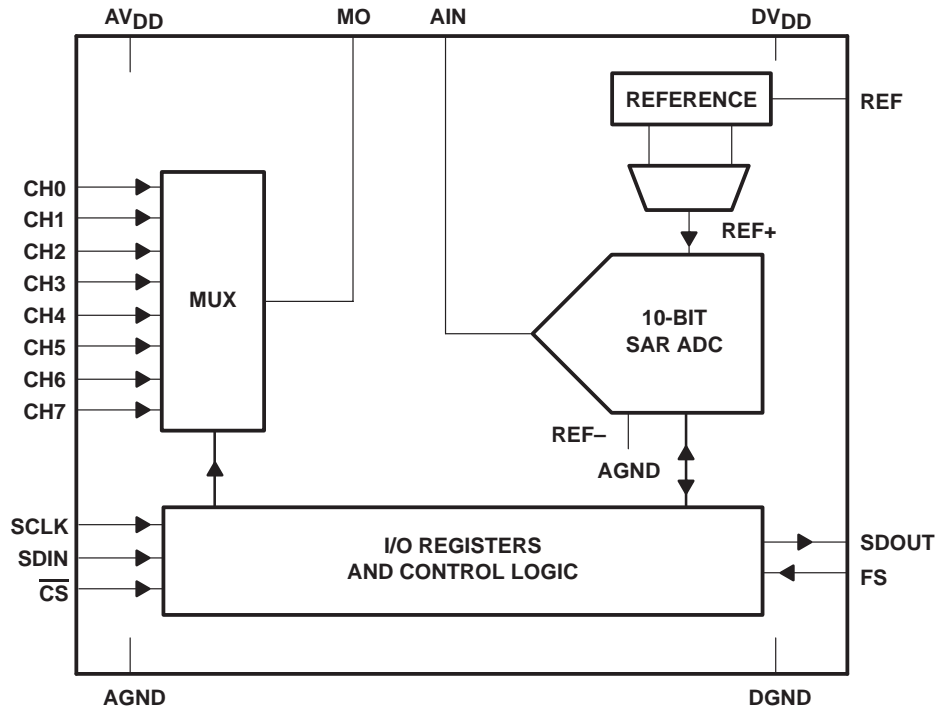 AVDD
MO
AIN
DVDD
REFERENCE
REF
CH0
CH1
CH2
CH3
CH4
CH5
CH6
CH7
MUX
REF+
10-BIT
SAR ADC
REF–
AGND
SCLK
SDIN
C̅S̅
I/O REGISTERS
AND CONTROL LOGIC
SDOUT
FS
AGND
DGND